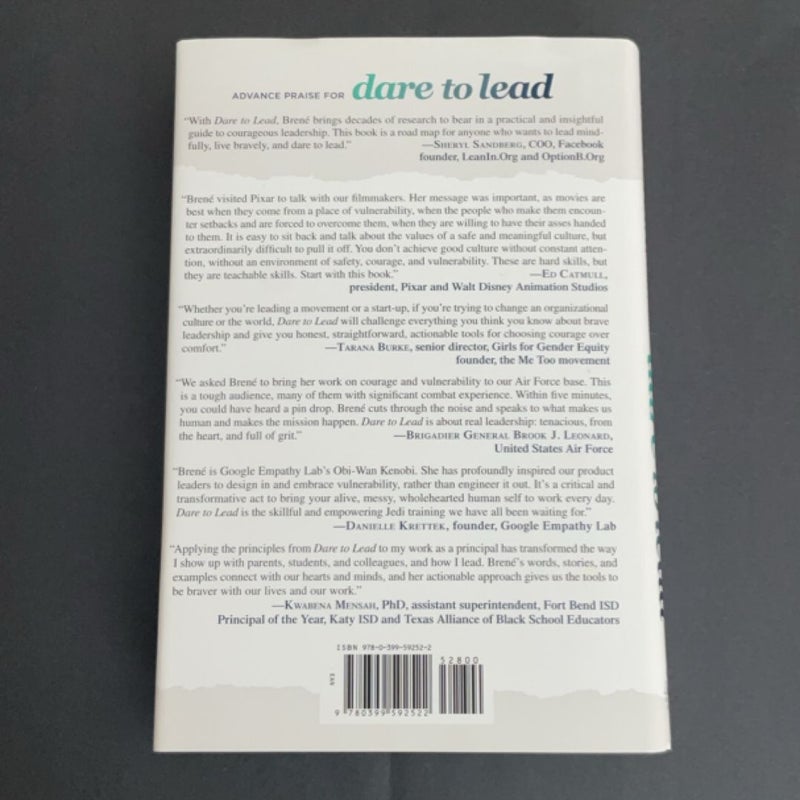 ADVANCE PRAISE FOR dare to lead
“With Dare to Lead, Brené brings decades of research to bear in a practical and insightful
guide to courageous leadership. This book is a road map for anyone who wants to lead mind-
fully, live bravely, and dare to lead.” —SHERYL SANDBERG, COO, Facebook
founder, LeanIn.Org and OptionB.Org
“Brené visited Pixar to talk with our filmmakers. Her message was important, as movies are
best when they come from a place of vulnerability, when the people who make them encoun-
ter setbacks and are forced to overcome them, when they are willing to have their asses handed
to them. It is easy to sit back and talk about the values of a safe and meaningful culture, but
extraordinarily difficult to pull it off. You don’t achieve good culture without constant atten-
tion, without an environment of safety, courage, and vulnerability. These are hard skills, but
they are teachable skills. Start with this book.” —ED CATMULL,
president, Pixar and Walt Disney Animation Studios
“Whether you’re leading a movement or a start-up, if you’re trying to change an organizational
culture or the world, Dare to Lead will challenge everything you think you know about brave
leadership and give you honest, straightforward, actionable tools for choosing courage over
comfort.” —TARANA BURKE, senior director, Girls for Gender Equity
founder, the Me Too movement
“We asked Brené to bring her work on courage and vulnerability to our Air Force base. This
is a tough audience, many of them with significant combat experience. Within five minutes,
you could have heard a pin drop. Brené cuts through the noise and speaks to what makes us
human and makes the mission happen. Dare to Lead is about real leadership: tenacious, from
the heart, and full of grit.” —BRIGADIER GENERAL BROOK J. LEONARD,
United States Air Force
“Brené is Google Empathy Lab’s Obi-Wan Kenobi. She has profoundly inspired our product
leaders to design in and embrace vulnerability, rather than engineer it out. It’s a critical and
transformative act to bring your alive, messy, wholehearted human self to work every day.
Dare to Lead is the skillful and empowering Jedi training we have all been waiting for.”
—DANIELLE KRETTEK, founder, Google Empathy Lab
“Applying the principles from Dare to Lead to my work as a principal has transformed the way
I show up with parents, students, and colleagues, and how I lead. Brené’s words, stories, and
examples connect with our hearts and minds, and her actionable approach gives us the tools to
be braver with our lives and our work.”
—KWABENA MENSAH, PhD, assistant superintendent, Fort Bend ISD
Principal of the Year, Katy ISD and Texas Alliance of Black School Educators
ISBN 978-0-399-59252-2
52800
EAN
9 780399 592522